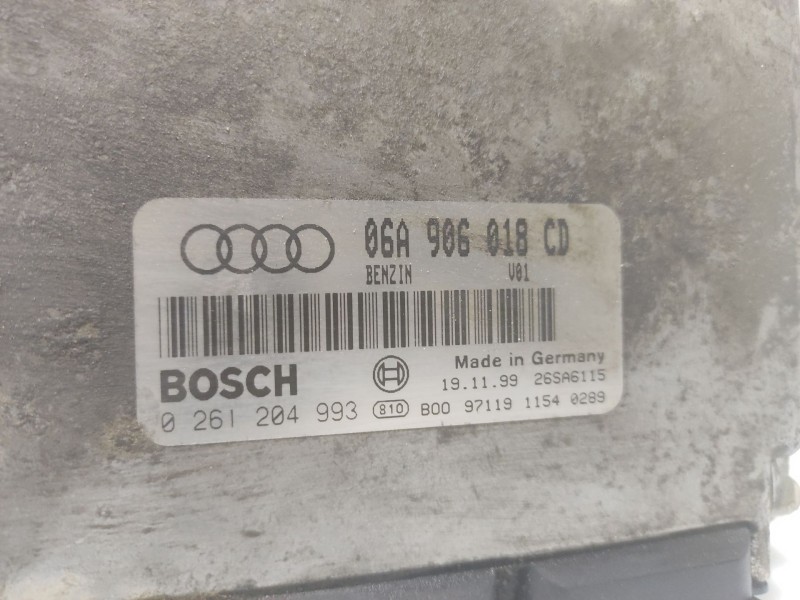 06A 906 018 CD
BENZIN V01
Made in Germany
BOSCH 19.11.99 26SA6115
0 261 204 993 810 B00 97119 1154 0289